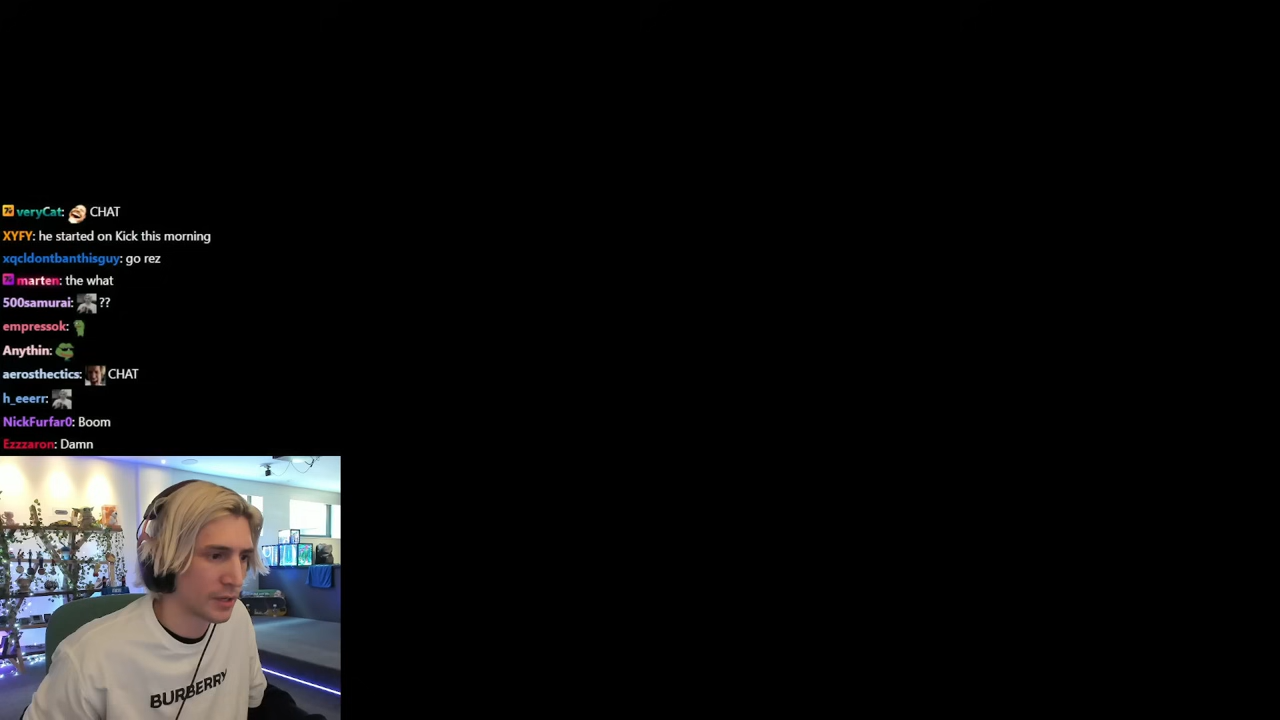 veryCat: CHAT
XYFY: he started on Kick this morning
xqcldontbanthisguy: go rez
marten: the what
500samurai: ??
empressok:
Anythin:
aerosthectics: CHAT
h_eeerr:
NickFurfar0: Boom
Ezzzaron: Damn
BURBERRY